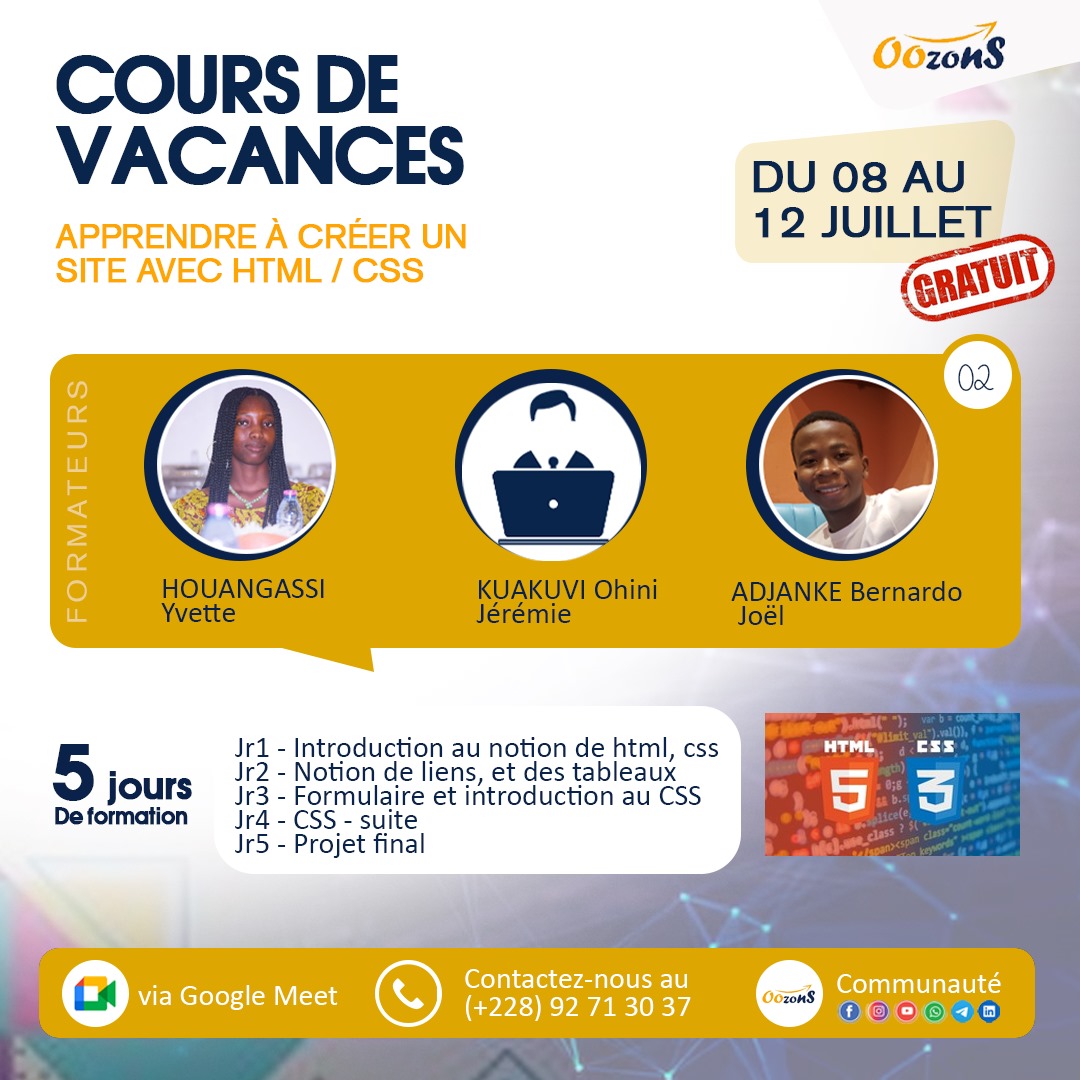 OozonS
COURS DE
VACANCES
APPRENDRE À CRÉER UN
SITE AVEC HTML / CSS
DU 08 AU
12 JUILLET
GRATUIT
02
FORMATEURS
HOUANGASSI
Yvette
KUAKUVI Ohini
Jérémie
ADJANKE Bernardo
Joël
5 jours
De formation
Jr1 - Introduction au notion de html, css
Jr2 - Notion de liens, et des tableaux
Jr3 - Formulaire et introduction au CSS
Jr4 - CSS - suite
Jr5 - Projet final
HTML
5
CSS
3
via Google Meet
Contactez-nous au
(+228) 92 71 30 37
OozonS
Communauté